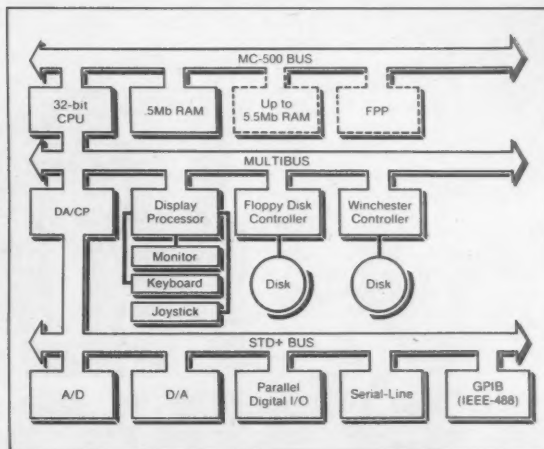 MC-500 BUS
32-bit
CPU
.5Mb RAM
Up to
5.5Mb RAM
FPP
MULTIBUS
DA/CP
Display
Processor
Floppy Disk
Controller
Winchester
Controller
Monitor
Keyboard
Joystick
Disk
Disk
STD+ BUS
A/D
D/A
Parallel
Digital I/O
Serial-Line
GPIB
(IEEE-488)